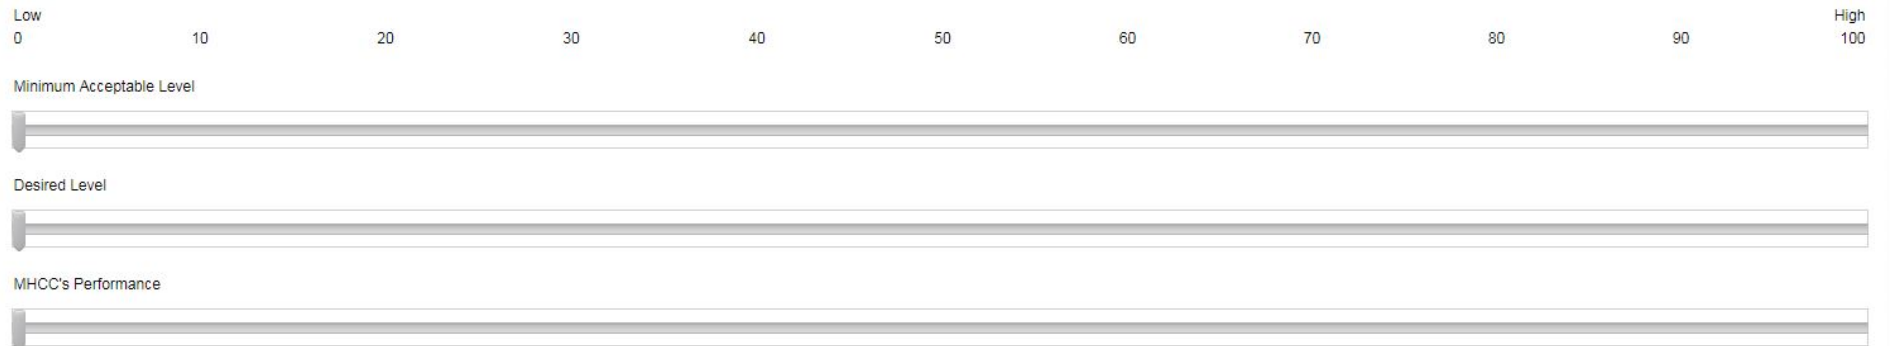 Low High
0 10 20 30 40 50 60 70 80 90 100
Minimum Acceptable Level
Desired Level
MHCC's Performance